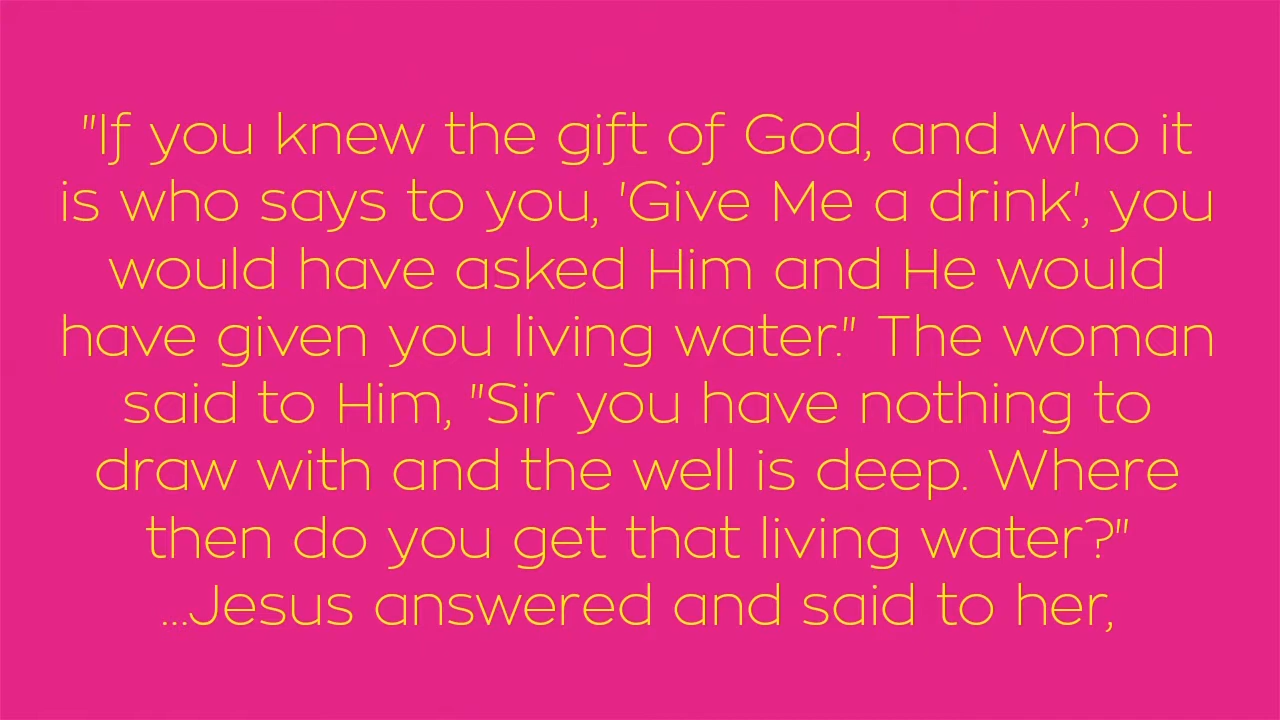 "If you knew the gift of God, and who it
is who says to you, 'Give Me a drink', you
would have asked Him and He would
have given you living water." The woman
said to Him, "Sir you have nothing to
draw with and the well is deep. Where
then do you get that living water?"
...Jesus answered and said to her,